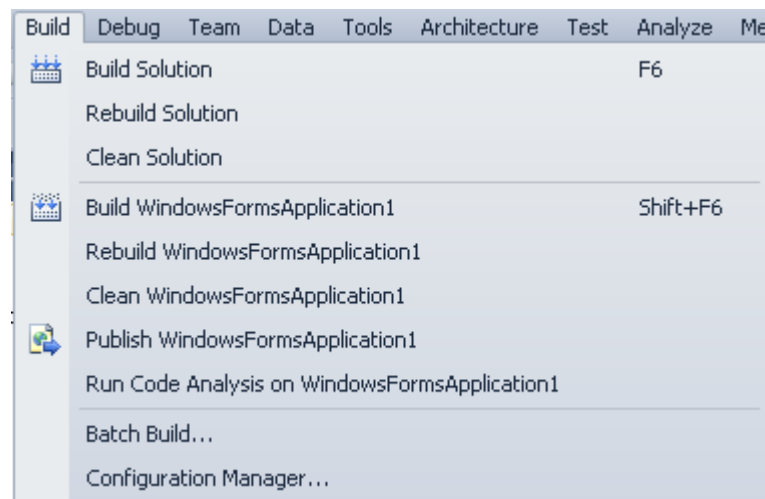 Build Debug Team Data Tools Architecture Test Analyze Me
Build Solution F6
Rebuild Solution
Clean Solution
Build WindowsFormsApplication1 Shift+F6
Rebuild WindowsFormsApplication1
Clean WindowsFormsApplication1
Publish WindowsFormsApplication1
Run Code Analysis on WindowsFormsApplication1
Batch Build...
Configuration Manager...